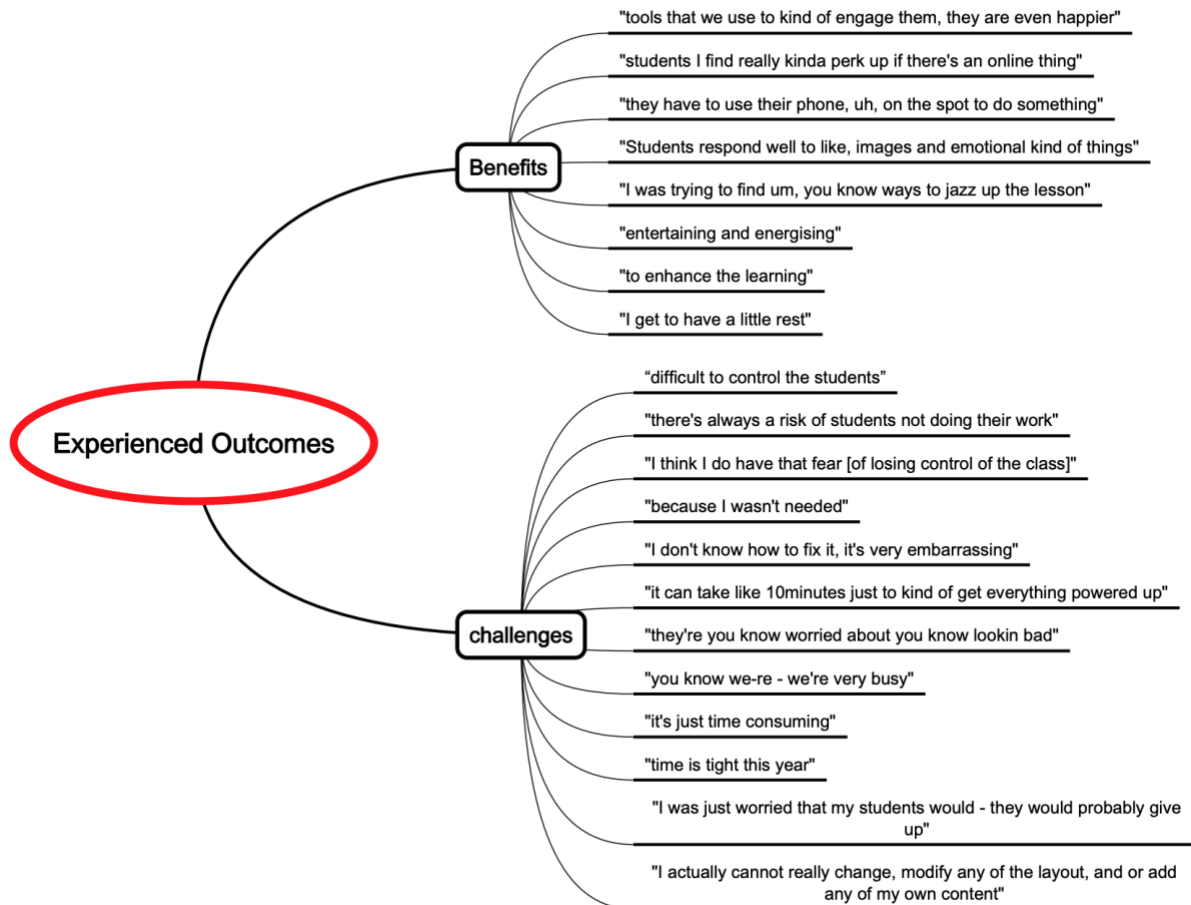 "tools that we use to kind of engage them, they are even happier"
"students I find really kinda perk up if there's an online thing"
"they have to use their phone, uh, on the spot to do something"
"Students respond well to like, images and emotional kind of things"
Benefits
"I was trying to find um, you know ways to jazz up the lesson"
"entertaining and energising"
"to enhance the learning"
"I get to have a little rest"
Experienced Outcomes
“difficult to control the students”
"there's always a risk of students not doing their work"
"I think I do have that fear [of losing control of the class]"
"because I wasn't needed"
"I don't know how to fix it, it's very embarrassing"
"it can take like 10minutes just to kind of get everything powered up"
challenges
"they're you know worried about you know lookin bad"
"you know we-re - we're very busy"
"it's just time consuming"
"time is tight this year"
"I was just worried that my students would - they would probably give
up"
"I actually cannot really change, modify any of the layout, and or add
any of my own content"